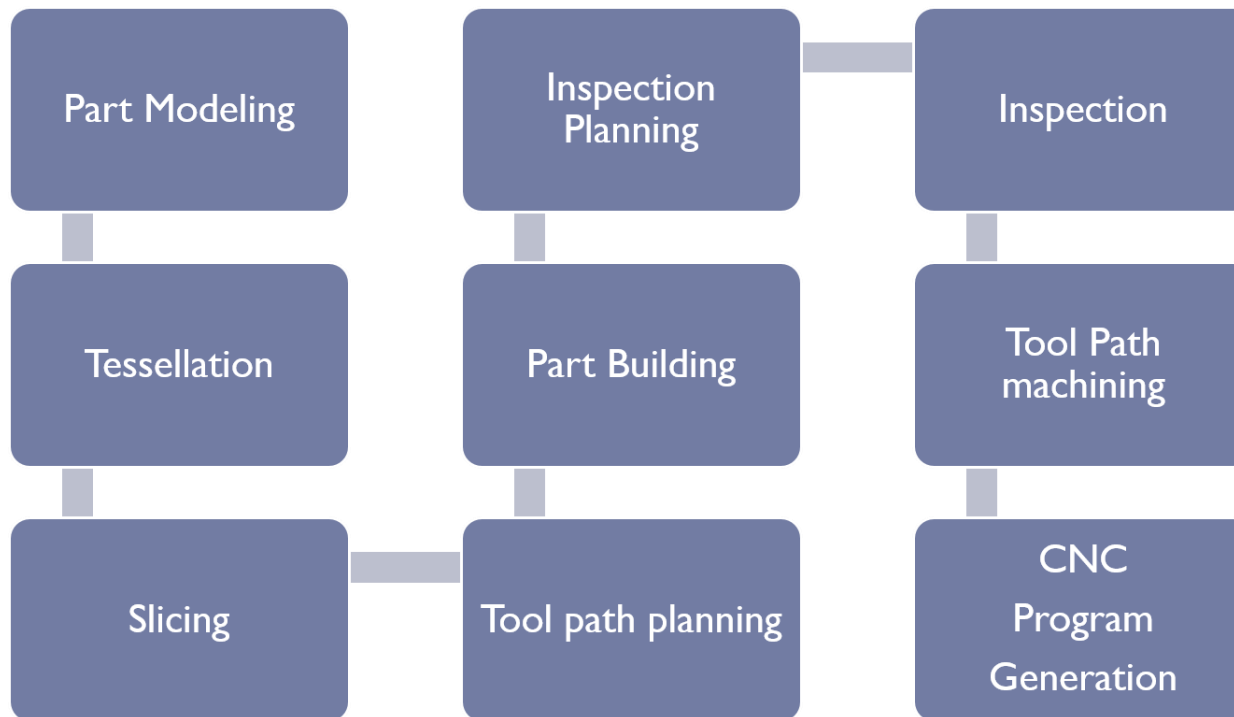 Part Modeling
Tessellation
Slicing
Tool path planning
Part Building
Inspection
Planning
Inspection
Tool Path
machining
CNC
Program
Generation